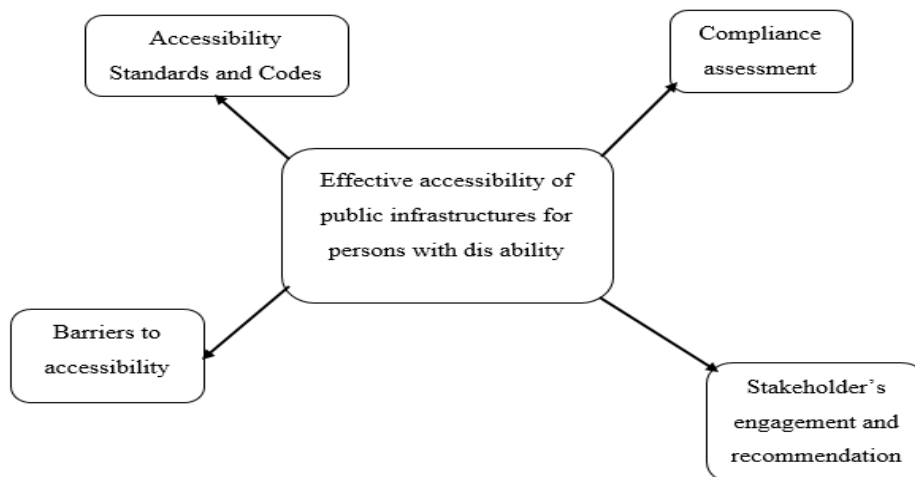 Accessibility
Standards and Codes
Compliance
assessment
Effective accessibility of
public infrastructures for
persons with dis ability
Barriers to
accessibility
Stakeholder’s
engagement and
recommendation